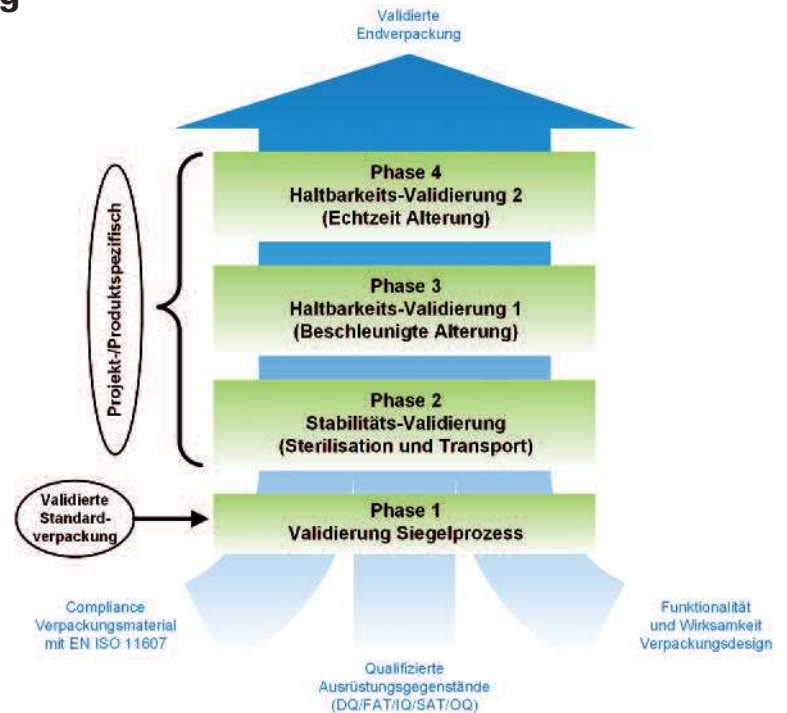 g
Validierte
Endverpackung
Phase 4
Haltbarkeits-Validierung 2
(Echtzeit Alterung)
Phase 3
Haltbarkeits-Validierung 1
(Beschleunigte Alterung)
Phase 2
Stabilitäts-Validierung
(Sterilisation und Transport)
Projekt-/Produktspezifisch
Validierte
Standard-
verpackung
Phase 1
Validierung Siegelprozess
Compliance
Verpackungsmaterial
mit EN ISO 11607
Qualifizierte
Ausrüstungsgegenstände
(DQ/FAT/IQ/SAT/OQ)
Funktionalität
und Wirksamkeit
Verpackungsdesign